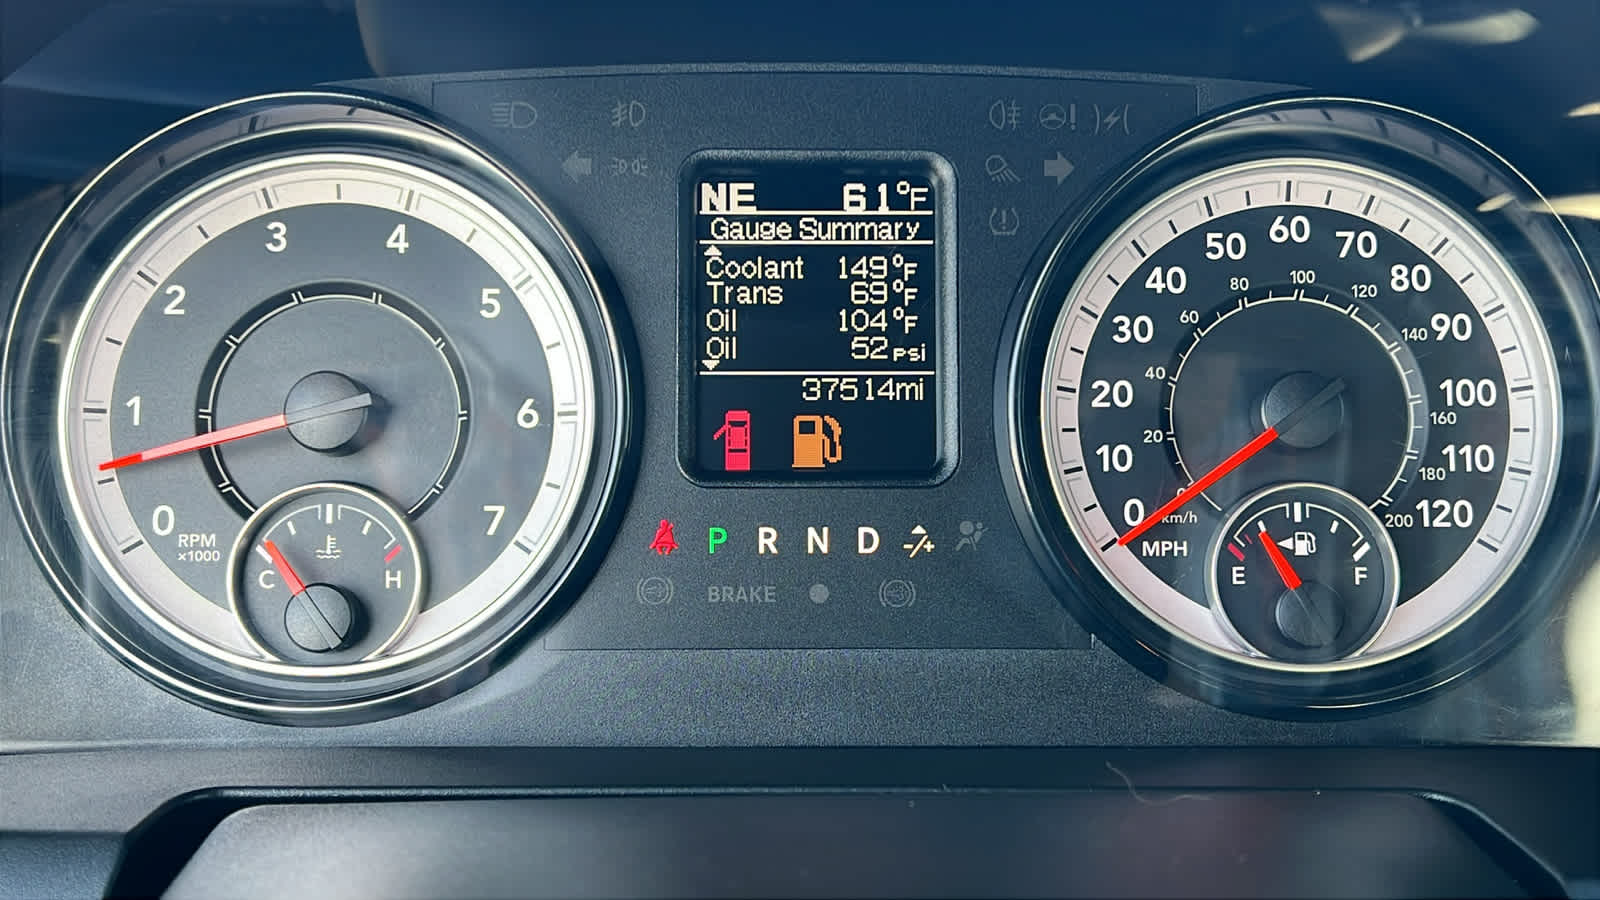 NE 61°F
Gauge Summary
Coolant 149°F
Trans 69°F
Oil 104°F
Oil 52 PSI
37514mi
0
1
2
3
4
5
6
7
RPM
×1000
C H
P R N D -/+
BRAKE
0
10
20
30
40
50
60
70
80
90
100
110
120
MPH
0
20
40
60
80
100
120
140
160
180
200
km/h
E F